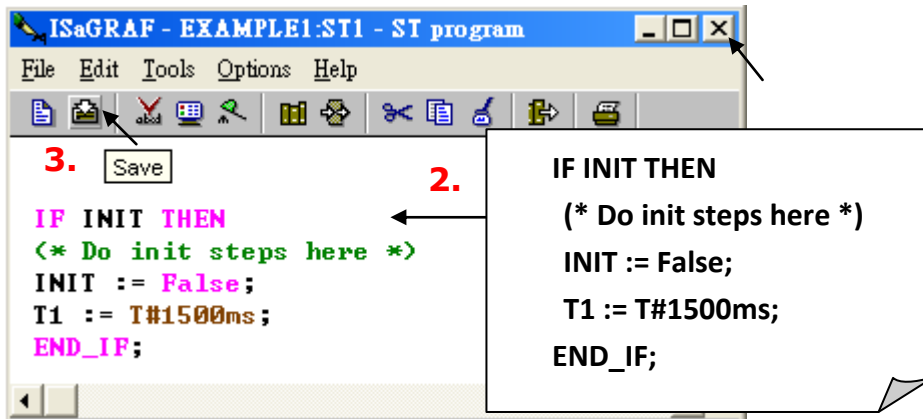 ISaGRAF - EXAMPLE1:ST1 - ST program
File Edit Tools Options Help
3.
Save
2.
IF INIT THEN
(* Do init steps here *)
INIT := False;
T1 := T#1500ms;
END_IF;
IF INIT THEN
(* Do init steps here *)
INIT := False;
T1 := T#1500ms;
END_IF;